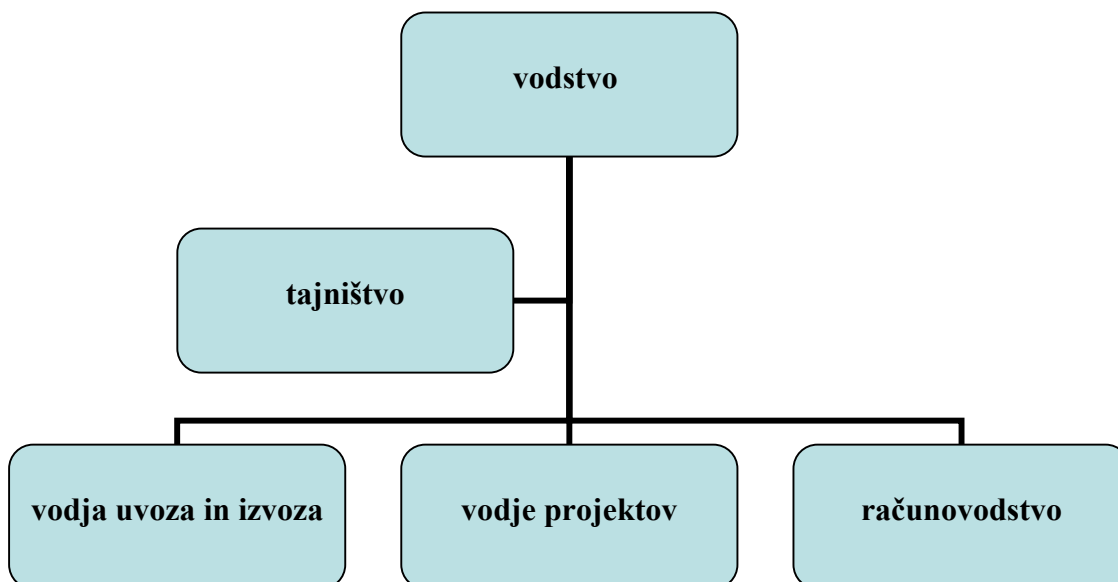 vodstvo
tajništvo
vodja uvoza in izvoza
vodje projektov
računovodstvo